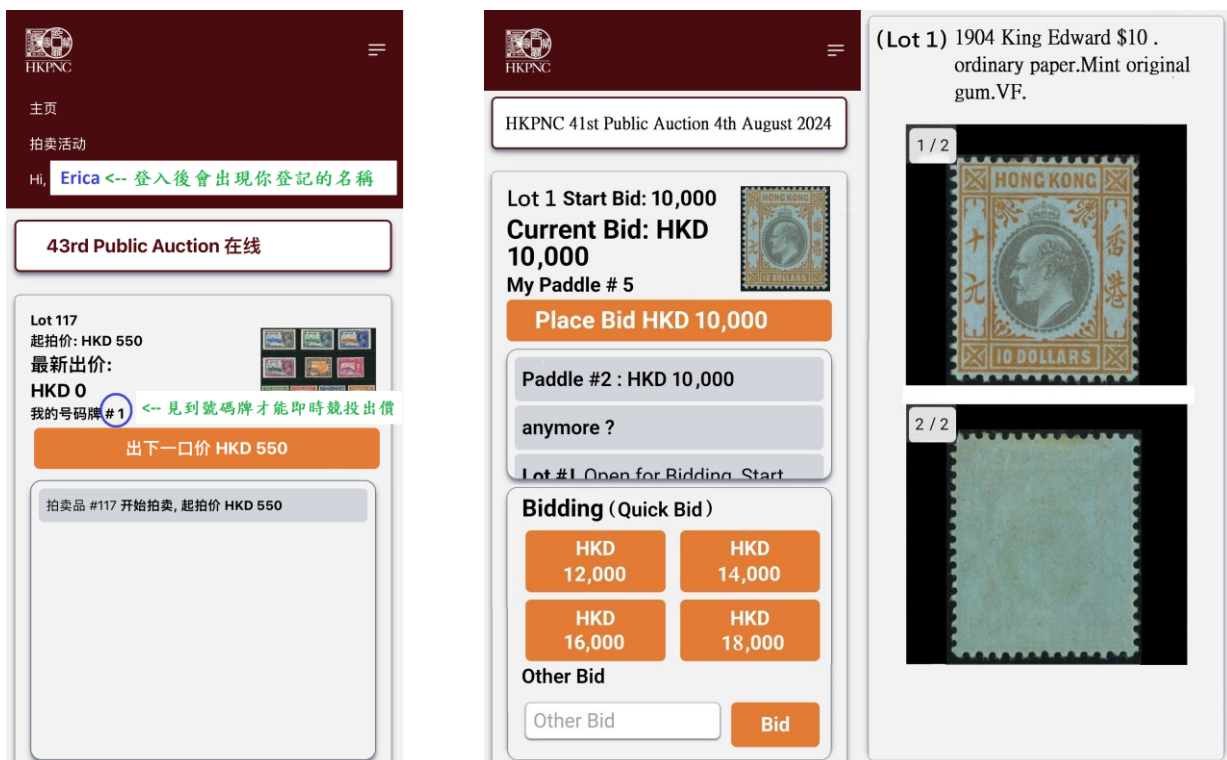 HKPNC
主页
拍卖活动
Hi, Erica <-- 登入後會出現你登記的名稱
43rd Public Auction 在线
Lot 117
起拍价: HKD 550
最新出价:
HKD 0
我的号码牌 # 1 <-- 見到號碼牌才能即時競投出價
出下一口价 HKD 550
拍卖品 #117 开始拍卖, 起拍价 HKD 550
HKPNC
HKPNC 41st Public Auction 4th August 2024
Lot 1 Start Bid: 10,000
Current Bid: HKD
10,000
My Paddle # 5
Place Bid HKD 10,000
Paddle #2 : HKD 10,000
anymore ?
Lot #1 Open for Bidding, Start
Bidding (Quick Bid)
HKD
12,000
HKD
14,000
HKD
16,000
HKD
18,000
Other Bid
Other Bid
Bid
(Lot 1) 1904 King Edward $10 .
ordinary paper.Mint original
gum.VF.
1 / 2
HONG KONG
十元
香港
10 DOLLARS
2 / 2